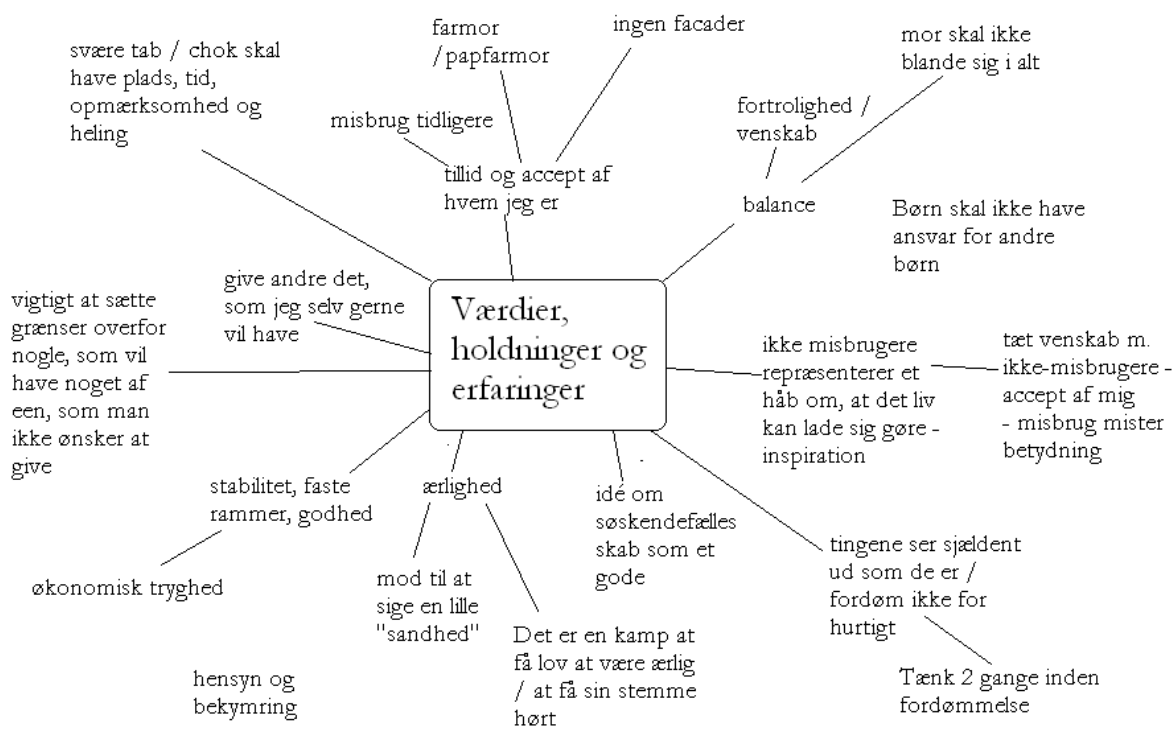 svære tab / chok skal
have plads, tid,
opmærksomhed og
heling
farmor
/papfarmor
ingen facader
misbrug tidligere
tillid og accept af
hvem jeg er
mor skal ikke
blande sig i alt
fortrolighed /
venskab
balance
Børn skal ikke have
ansvar for andre
børn
give andre det,
som jeg selv gerne
vil have
vigtigt at sætte
grænser overfor
nogle, som vil
have noget af
een, som man
ikke ønsker at
give
Værdier,
holdninger og
erfaringer
ikke misbrugere
repræsenterer et
håb om, at det liv
kan lade sig gøre -
inspiration
tæt venskab m.
ikke-misbrugere -
accept af mig
- misbrug mister
betydning
stabilitet, faste
rammer, godhed
økonomisk tryghed
ærlighed
mod til at
sige en lille
"sandhed"
Det er en kamp at
få lov at være ærlig
/ at få sin stemme
hørt
idé om
søskendefælles
skab som et
gode
tingene ser sjældent
ud som de er /
fordøm ikke for
hurtigt
Tænk 2 gange inden
fordømmelse
hensyn og
bekymring